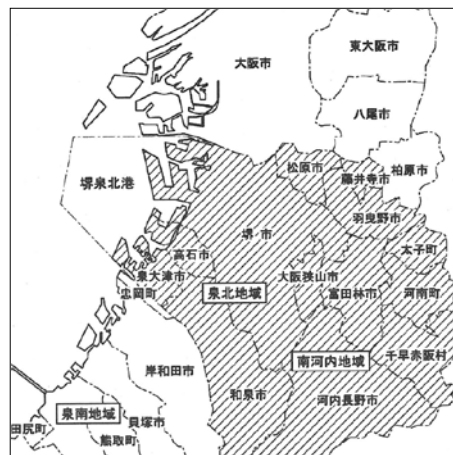 東大阪市
大阪市
八尾市
松原市
藤井寺市
柏原市
堺泉北港
羽曳野市
堺市
太子町
高石市
泉大津市
大阪狭山市
忠岡町
泉北地域
富田林市
河南町
千早赤阪村
南河内地域
岸和田市
和泉市
河内長野市
泉南地域
貝塚市
田尻町
熊取町